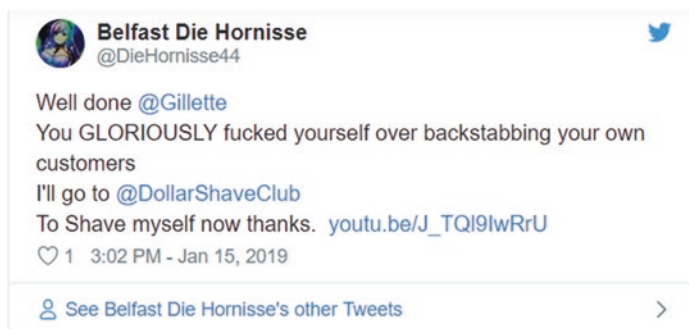 Belfast Die Hornisse
@DieHornisse44
Well done @Gillette
You GLORIOUSLY fucked yourself over backstabbing your own
customers
I'll go to @DollarShaveClub
To Shave myself now thanks. youtu.be/J_TQl9IwRrU
1 3:02 PM - Jan 15, 2019
See Belfast Die Hornisse's other Tweets